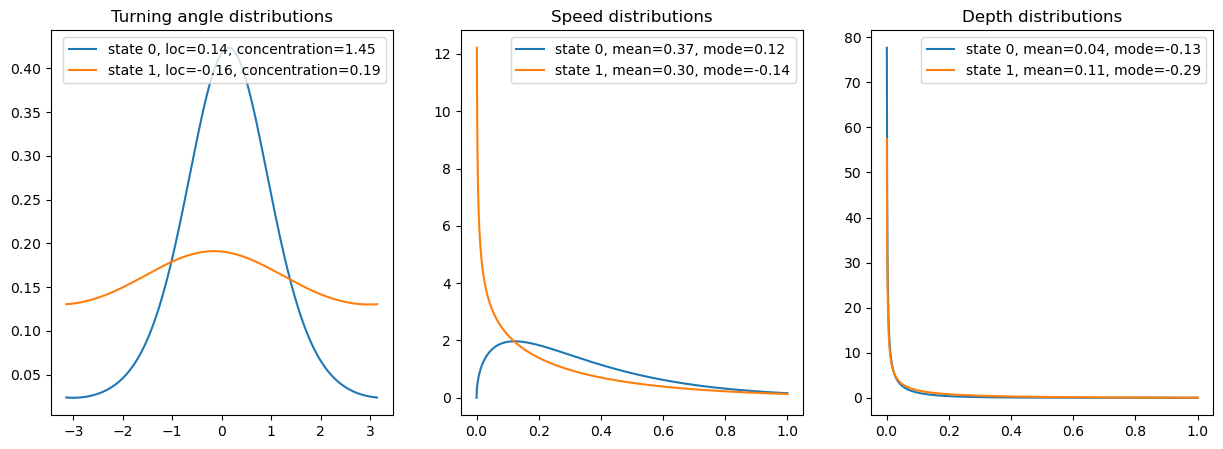 Turning angle distributions
state 0, loc=0.14, concentration=1.45
state 1, loc=-0.16, concentration=0.19
0.40
0.35
0.30
0.25
0.20
0.15
0.10
0.05
−3 −2 −1 0 1 2 3
Speed distributions
state 0, mean=0.37, mode=0.12
state 1, mean=0.30, mode=-0.14
12
10
8
6
4
2
0
0.0 0.2 0.4 0.6 0.8 1.0
Depth distributions
state 0, mean=0.04, mode=-0.13
state 1, mean=0.11, mode=-0.29
80
70
60
50
40
30
20
10
0
0.0 0.2 0.4 0.6 0.8 1.0